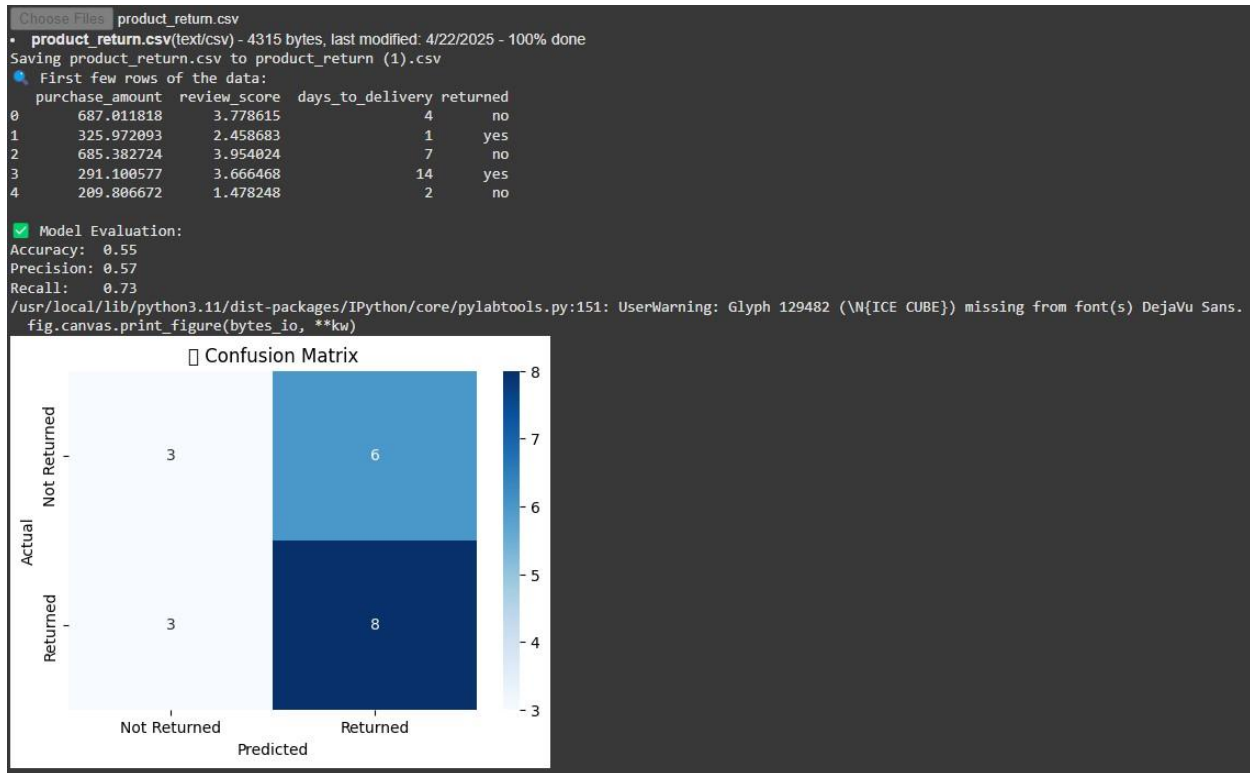 Choose Files product_return.csv
• product_return.csv(text/csv) - 4315 bytes, last modified: 4/22/2025 - 100% done
Saving product_return.csv to product_return (1).csv
🔍 First few rows of the data:
purchase_amount review_score days_to_delivery returned
0 687.011818 3.778615 4 no
1 325.972093 2.458683 1 yes
2 685.382724 3.954024 7 no
3 291.100577 3.666468 14 yes
4 209.806672 1.478248 2 no
✅ Model Evaluation:
Accuracy: 0.55
Precision: 0.57
Recall: 0.73
/usr/local/lib/python3.11/dist-packages/IPython/core/pylabtools.py:151: UserWarning: Glyph 129482 (\N{ICE CUBE}) missing from font(s) DejaVu Sans.
fig.canvas.print_figure(bytes_io, **kw)
▯ Confusion Matrix
Actual
Not Returned
Returned
3 6
3 8
Not Returned Returned
Predicted
8
7
6
5
4
3